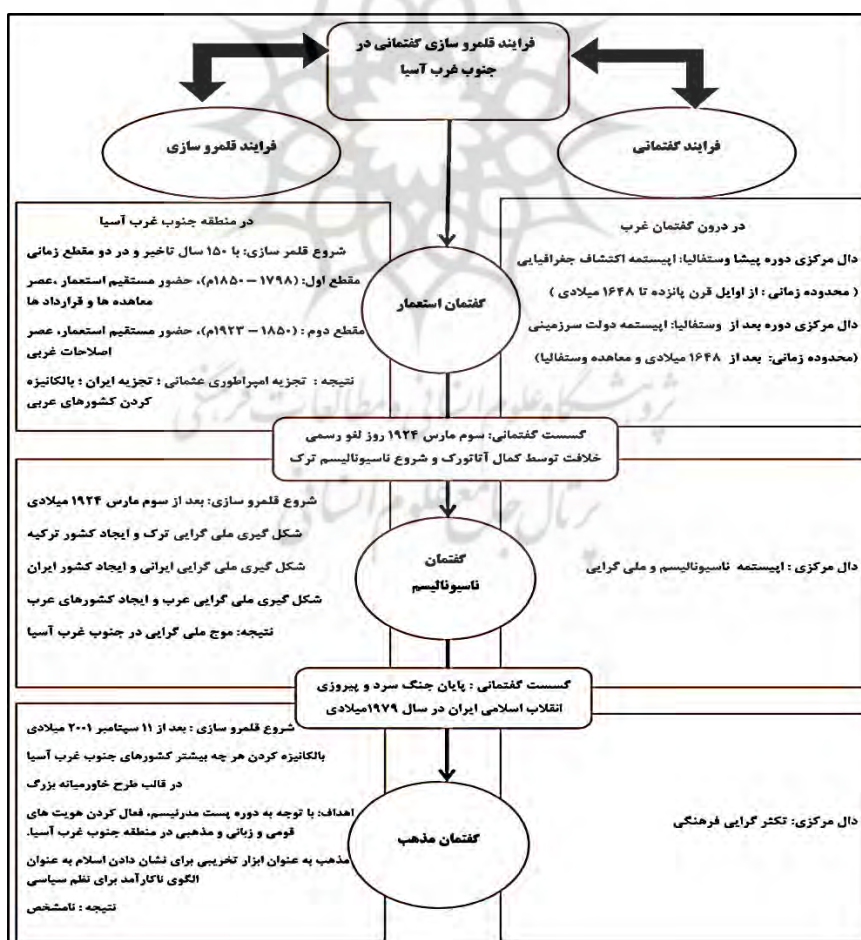 فرایند قلمرو سازی گفتمانی در
جنوب غرب آسیا
فرایند گفتمانی
فرایند قلمرو سازی
در درون گفتمان غرب
دال مرکزی دوره پیشا وستفالیا: اپیستمه اکتشاف جغرافیایی
( محدوده زمانی : از اوایل قرن پانزده تا ۱۶۴۸ میلادی )
دال مرکزی دوره بعد از وستفالیا: اپیستمه دولت سرزمینی
(محدوده زمانی: بعد از ۱۶۴۸ میلادی و معاهده وستفالیا)
گفتمان استعمار
در منطقه جنوب غرب آسیا
شروع قلمر سازی: با ۱۵۰ سال تاخیر و در دو مقطع زمانی
مقطع اول: (۱۷۹۸ – ۱۸۵۰م)، حضور مستقیم استعمار ،عصر
معاهده ها و قرارداد ها
مقطع دوم : (۱۸۵۰ – ۱۹۲۳م)، حضور مستقیم استعمار، عصر
اصلاحات غربی
نتیجه : تجزیه امپراطوری عثمانی ؛ تجزیه ایران ؛ بالکانیزه
کردن کشورهای عربی
گسست گفتمانی: سوم مارس ۱۹۲۴ روز لغو رسمی
خلافت توسط کمال آتاتورک و شروع ناسیونالیسم ترک
دال مرکزی : اپیستمه ناسیونالیسم و ملی گرایی
گفتمان
ناسیونالیسم
شروع قلمرو سازی: بعد از سوم مارس ۱۹۲۴ میلادی
شکل گیری ملی گرایی ترک و ایجاد کشور ترکیه
شکل گیری ملی گرایی ایرانی و ایجاد کشور ایران
شکل گیری ملی گرایی عرب و ایجاد کشورهای عرب
نتیجه: موج ملی گرایی در جنوب غرب آسیا
گسست گفتمانی : پایان جنگ سرد و پیروزی
انقلاب اسلامی ایران در سال ۱۹۷۹میلادی
دال مرکزی: تکثر گرایی فرهنگی
گفتمان مذهب
شروع قلمرو سازی : بعد از ۱۱ سپتامبر ۲۰۰۱ میلادی
بالکانیزه کردن هر چه بیشتر کشورهای جنوب غرب آسیا
در قالب طرح خاورمیانه بزرگ
اهداف: با توجه به دوره پست مدرنیسم، فعال کردن هویت های
قومی و زبانی و مذهبی در منطقه جنوب غرب آسیا.
مذهب به عنوان ابزار تخریبی برای نشان دادن اسلام به عنوان
الگوی ناکارآمد برای نظم سیاسی
نتیجه : نامشخص
پژوهشگاه علوم انسانی و مطالعات فرهنگی
پرتال جامع علوم انسانی